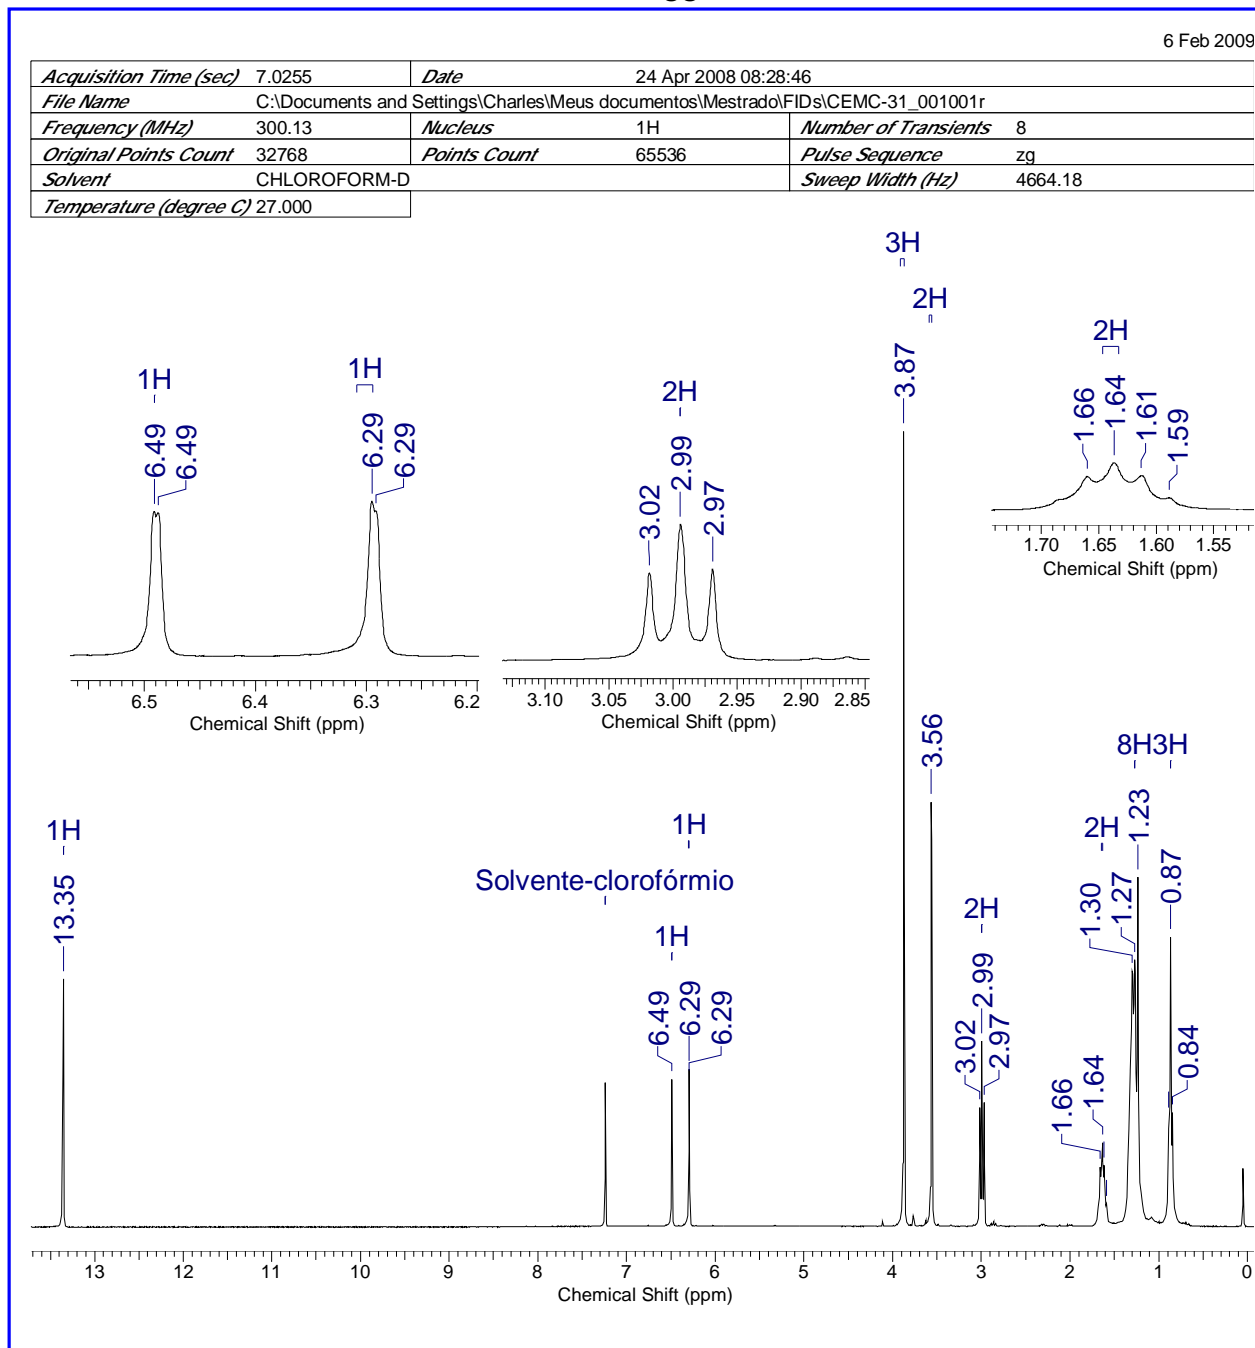 6 Feb 2009
Acquisition Time (sec) 7.0255 Date 24 Apr 2008 08:28:46
File Name C:\Documents and Settings\Charles\Meus documentos\Mestrado\FIDs\CEMC-31_001001r
Frequency (MHz) 300.13 Nucleus 1H Number of Transients 8
Original Points Count 32768 Points Count 65536 Pulse Sequence zg
Solvent CHLOROFORM-D Sweep Width (Hz) 4664.18
Temperature (degree C) 27.000
3H
2H
3.87
3.56
1H
1H
6.49
6.49
6.29
6.29
6.5 6.4 6.3 6.2
Chemical Shift (ppm)
2H
3.02
2.99
2.97
3.10 3.05 3.00 2.95 2.90 2.85
Chemical Shift (ppm)
2H
1.66
1.64
1.61
1.59
1.70 1.65 1.60 1.55
Chemical Shift (ppm)
1H
13.35
Solvente-clorofórmio
1H
1H
6.49
6.29
6.29
2H
3.02
2.99
2.97
2H
1.66
1.64
8H 3H
1.30
1.27
1.23
0.87
0.84
13 12 11 10 9 8 7 6 5 4 3 2 1 0
Chemical Shift (ppm)